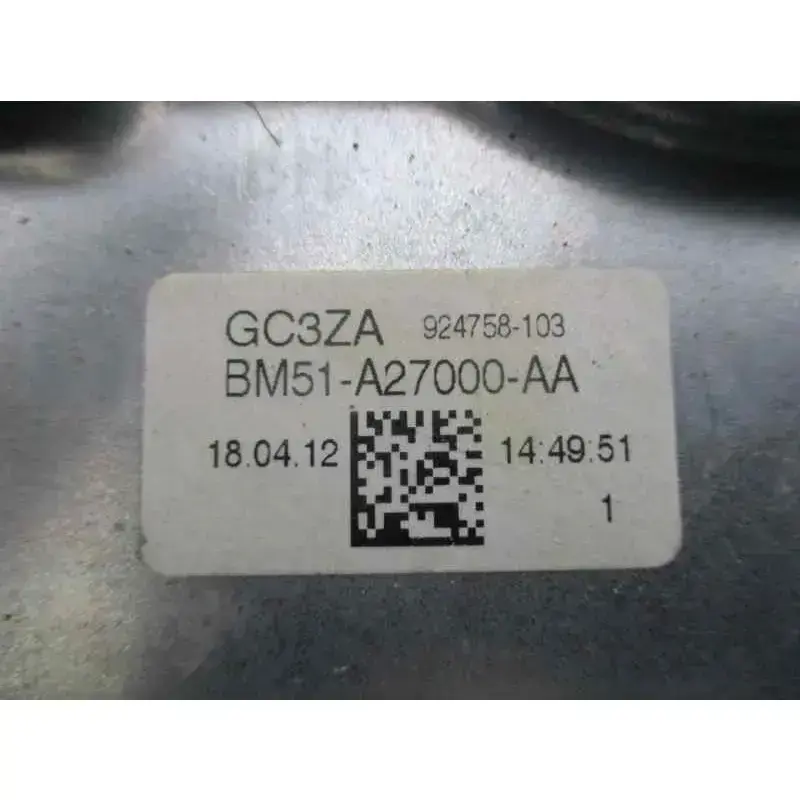 GC3ZA 924758-103
BM51-A27000-AA
18.04.12 14:49:51
1